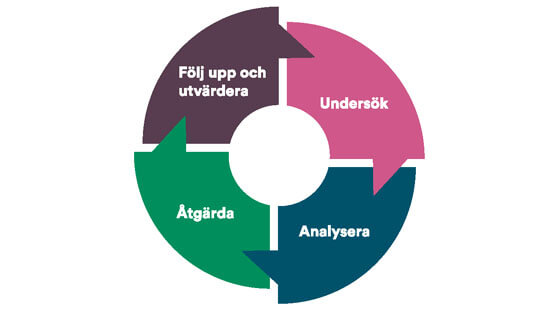 Följ upp och
utvärdera
Undersök
Åtgärda
Analysera